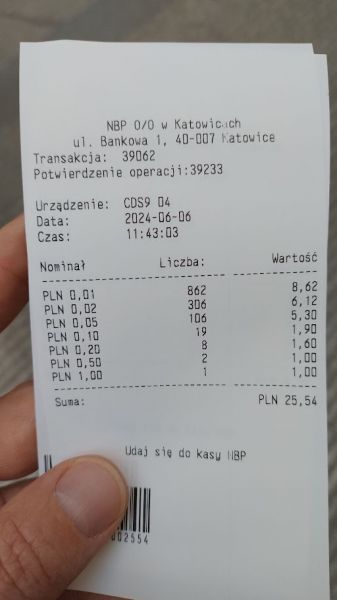 NBP O/O w Katowicach
ul. Bankowa 1, 40-007 Katowice
Transakcja: 39062
Potwierdzenie operacji:39233
Urządzenie: CDS9 04
Data: 2024-06-06
Czas: 11:43:03
Nominał Liczba: Wartość
PLN 0,01 862 8,62
PLN 0,02 306 6,12
PLN 0,05 106 5,30
PLN 0,10 19 1,90
PLN 0,20 8 1,60
PLN 0,50 2 1,00
PLN 1,00 1 1,00
Suma: PLN 25,54
Udaj się do kasy NBP
002554